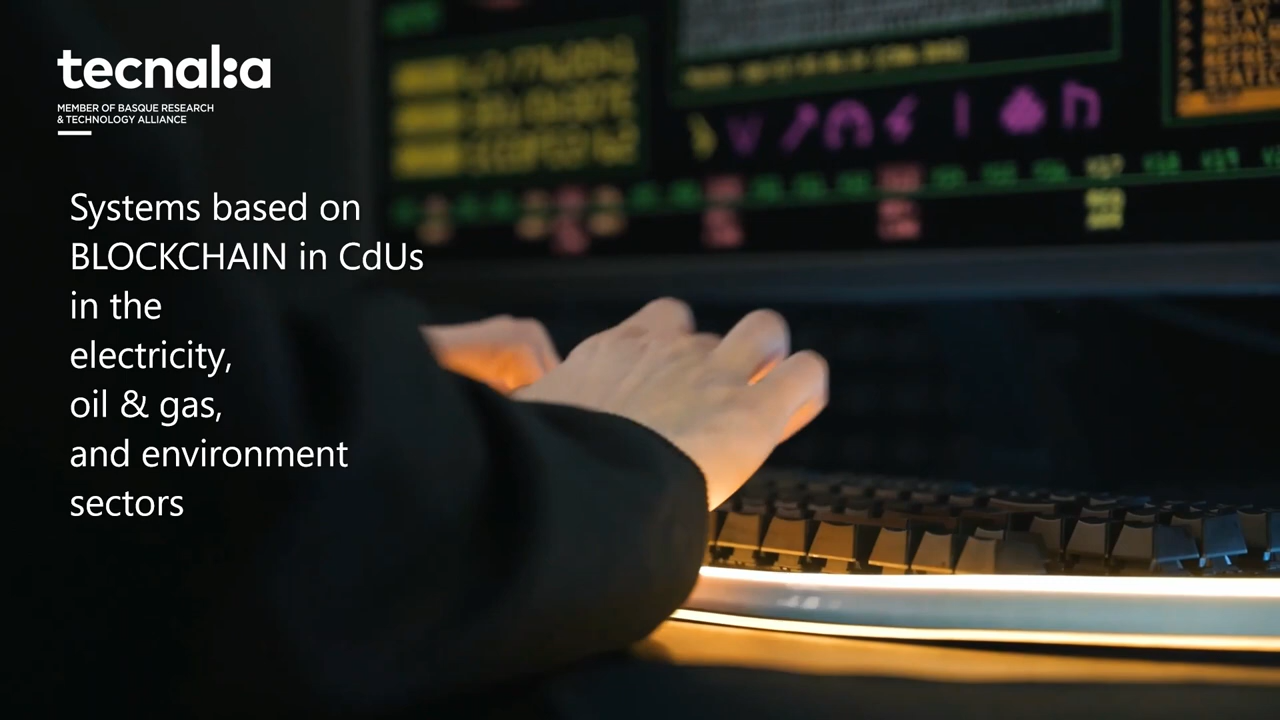 tecnal:a
MEMBER OF BASQUE RESEARCH
& TECHNOLOGY ALLIANCE
Systems based on
BLOCKCHAIN in CdUs
in the
electricity,
oil & gas,
and environment
sectors